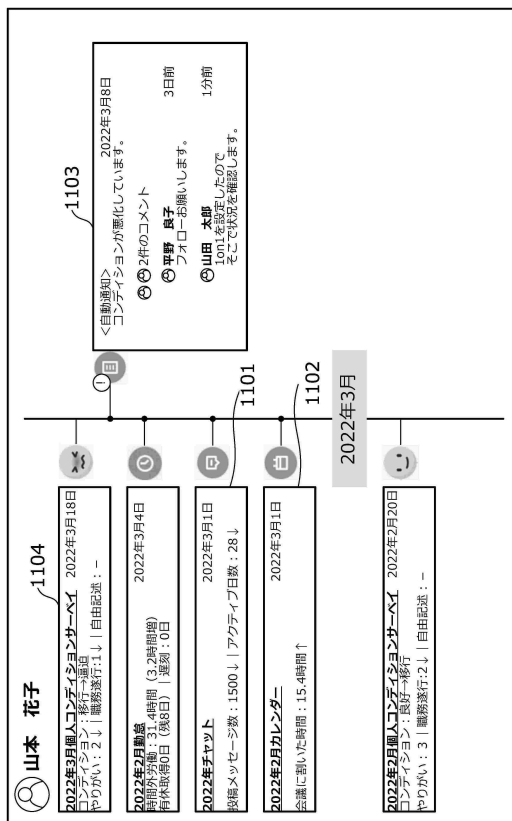 山本　花子
1104
2022年3月個人コンディションサーベイ　2022年3月18日
コンディション：移行→逼迫
やりがい：2↓｜職務遂行:1↓｜自由記述：－
2022年2月勤怠　2022年3月4日
時間外労働：31.4時間（3.2時間増）
有休取得0日（残8日）｜遅刻：0日
1101
2022年チャット　2022年3月1日
投稿メッセージ数：1500↓｜アクティブ日数：28↓
1102
2022年2月カレンダー　2022年3月1日
会議に割いた時間：15.4時間↑
1103
<自動通知>　2022年3月8日
コンディションが悪化しています。
2件のコメント
平野　良子　3日前
フォローお願いします。
山田　太郎　1分前
1on1を設定したので
そこで状況を確認します。
2022年3月
2022年2月個人コンディションサーベイ　2022年2月20日
コンディション：良好→移行
やりがい：3｜職務遂行:2↓｜自由記述：－